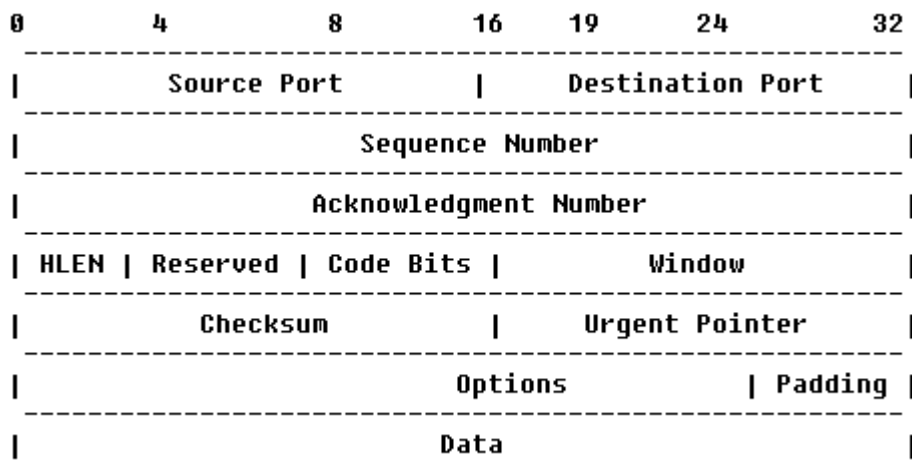 0 4 8 16 19 24 32
| Source Port | Destination Port |
| Sequence Number |
| Acknowledgment Number |
| HLEN | Reserved | Code Bits | Window |
| Checksum | Urgent Pointer |
| Options | Padding |
| Data |